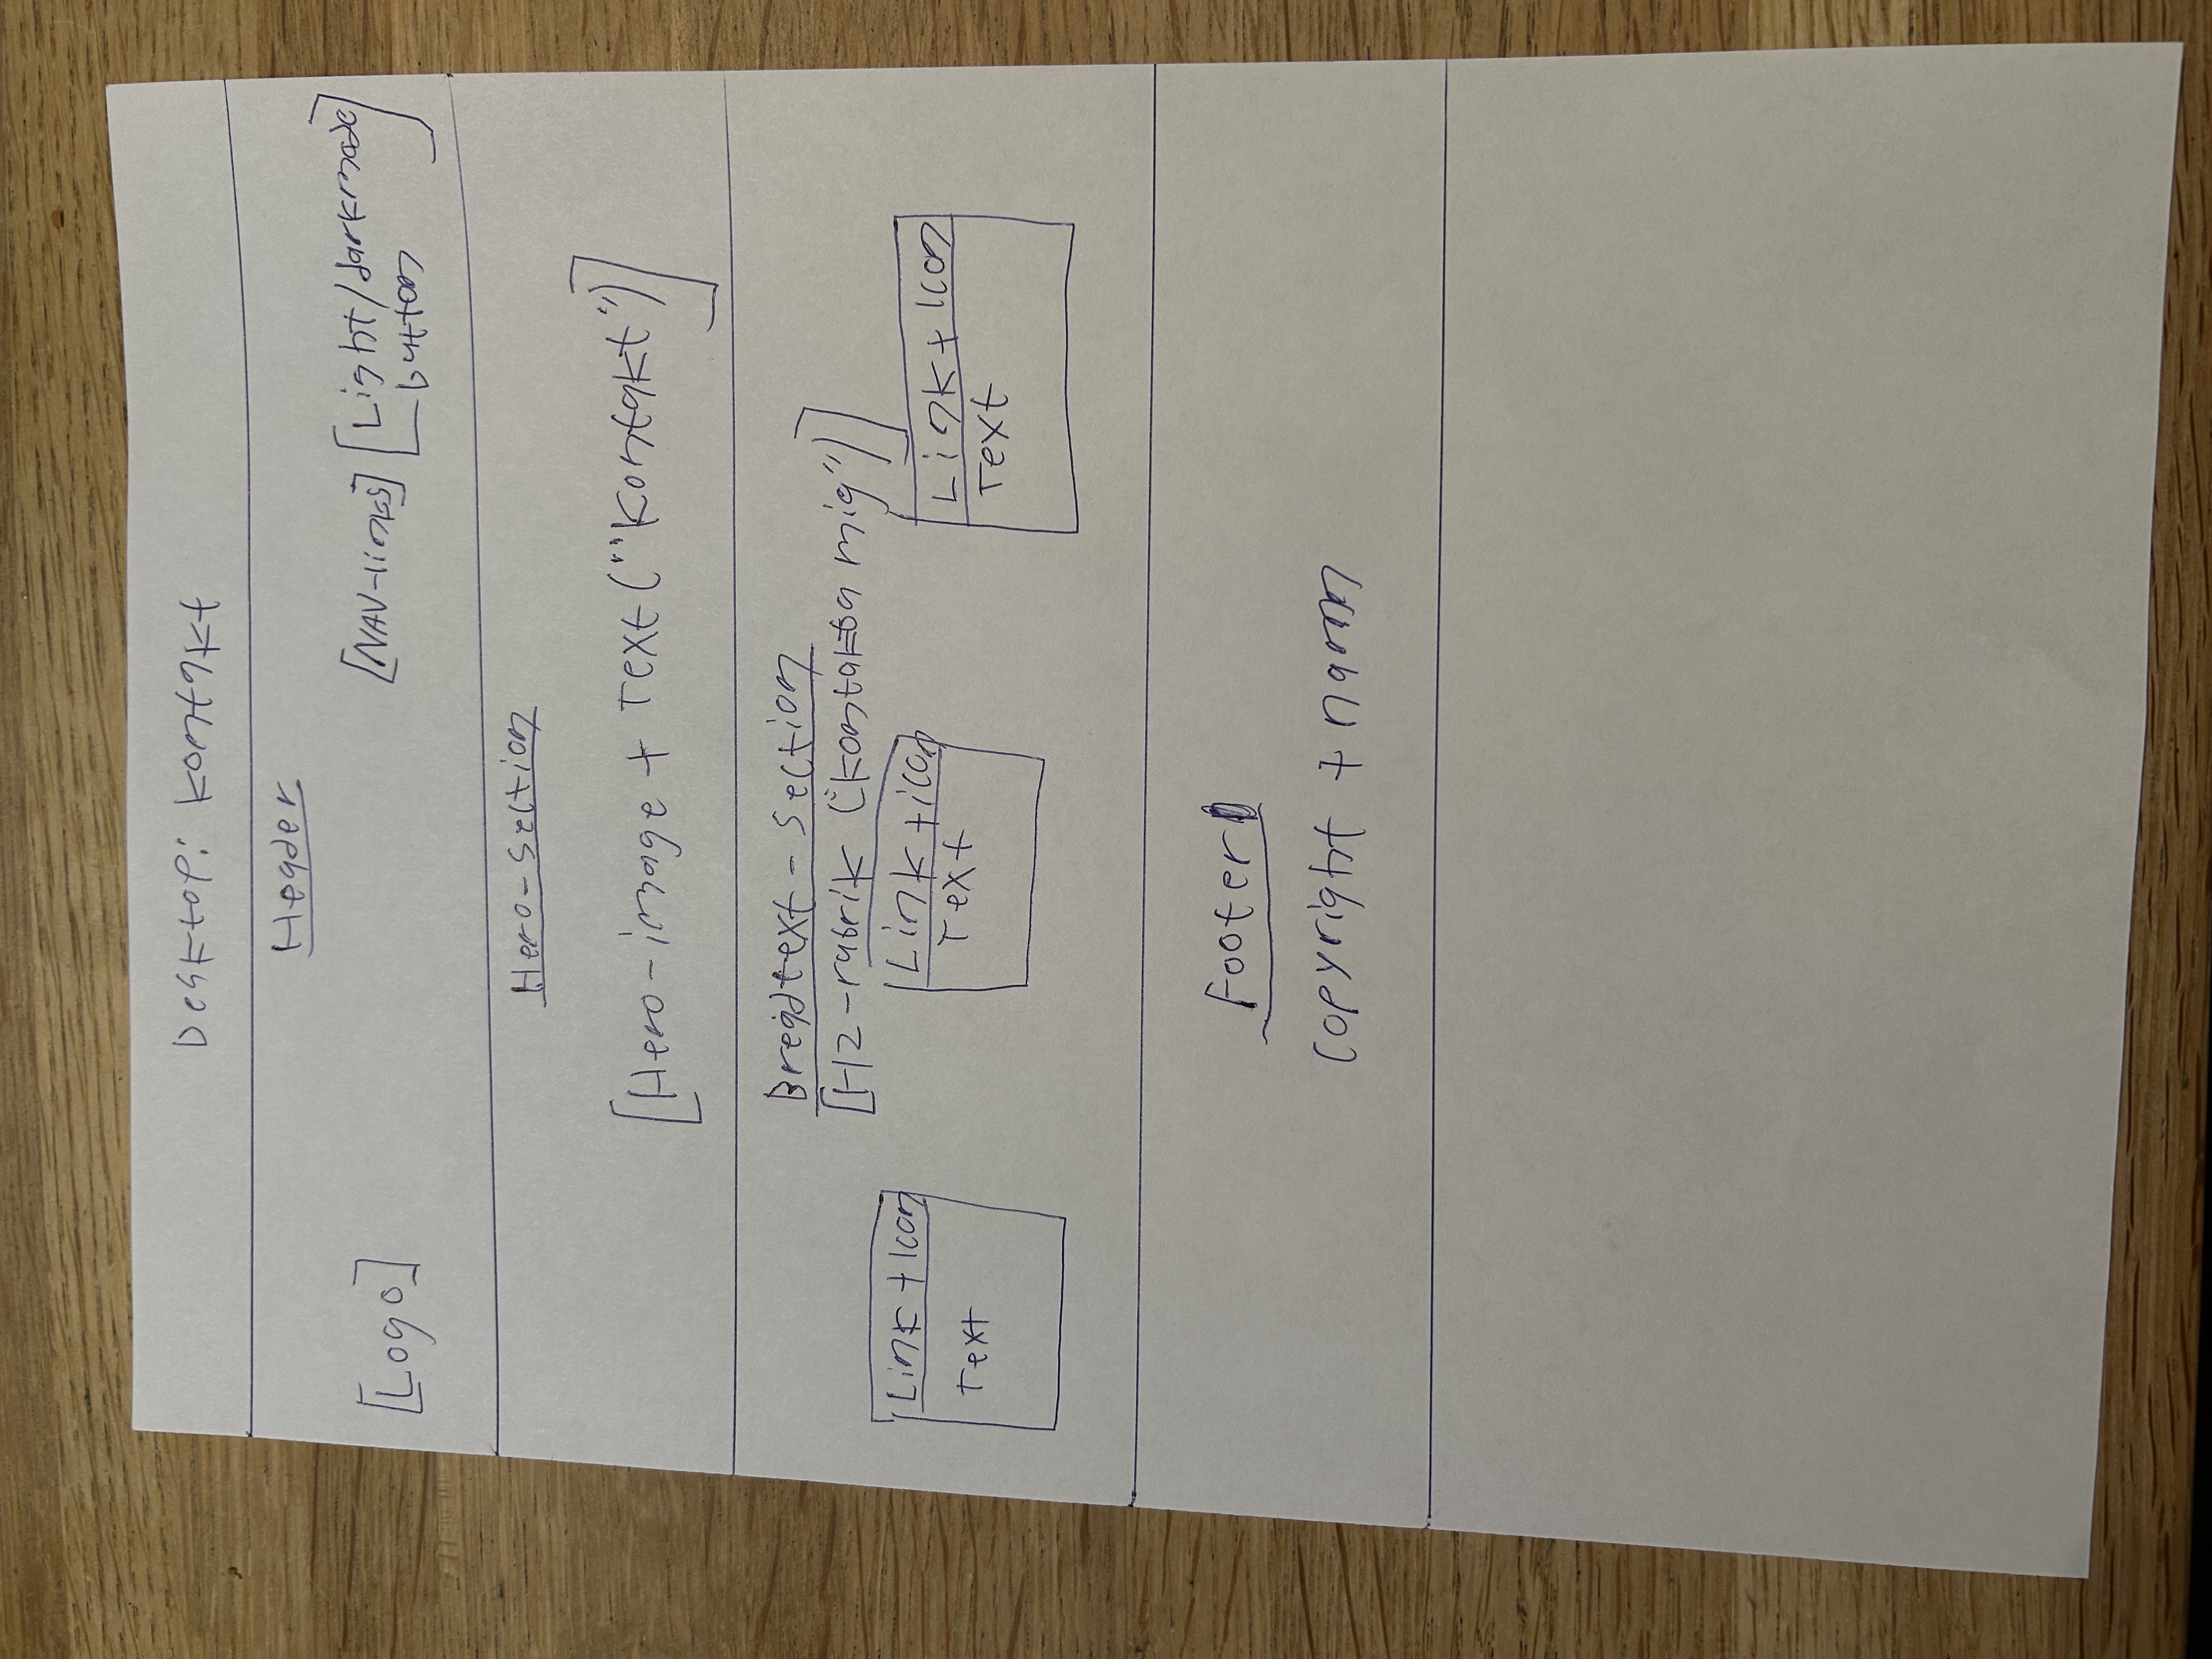 Desktop: Kontakt
Header
[Logo]
[NAV-links] [Light/darkmode
button]
Hero-section
[Hero-image + Text ("Kontakt")]
Breadtext-section
[H2-rubrik ("Kontakta mig")]
Link + Icon
Text
Link + icon
Text
Link + Icon
Text
Footer
Copyright + namn